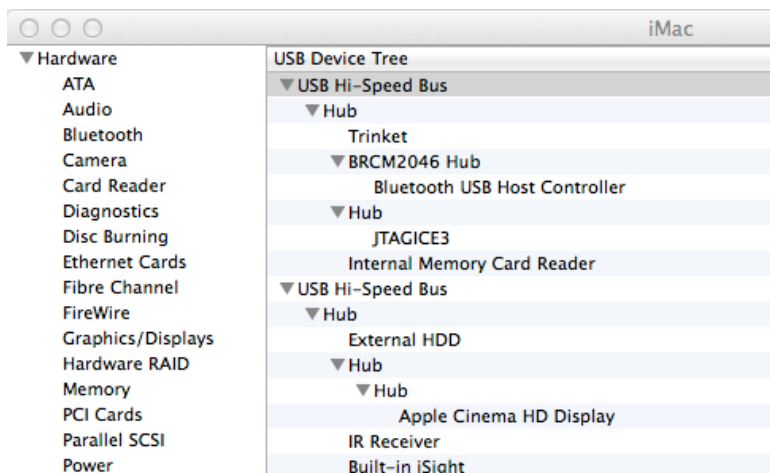 iMac
Hardware
ATA
Audio
Bluetooth
Camera
Card Reader
Diagnostics
Disc Burning
Ethernet Cards
Fibre Channel
FireWire
Graphics/Displays
Hardware RAID
Memory
PCI Cards
Parallel SCSI
Power
USB Device Tree
USB Hi-Speed Bus
Hub
Trinket
BRCM2046 Hub
Bluetooth USB Host Controller
Hub
JTAGICE3
Internal Memory Card Reader
USB Hi-Speed Bus
Hub
External HDD
Hub
Hub
Apple Cinema HD Display
IR Receiver
Built-in iSight